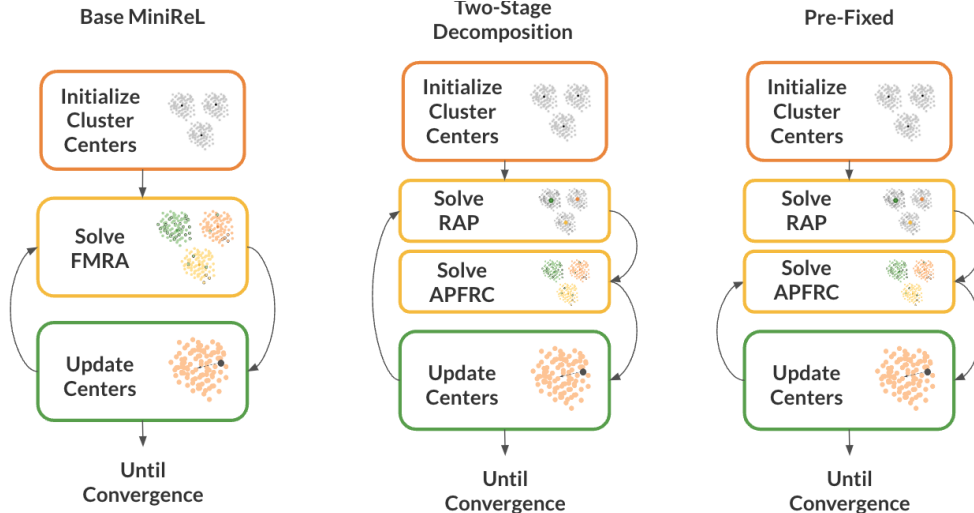 Base MiniReL
Initialize
Cluster
Centers
Solve
FMRA
Update
Centers
Until
Convergence
Two-Stage
Decomposition
Initialize
Cluster
Centers
Solve
RAP
Solve
APFRC
Update
Centers
Until
Convergence
Pre-Fixed
Initialize
Cluster
Centers
Solve
RAP
Solve
APFRC
Update
Centers
Until
Convergence